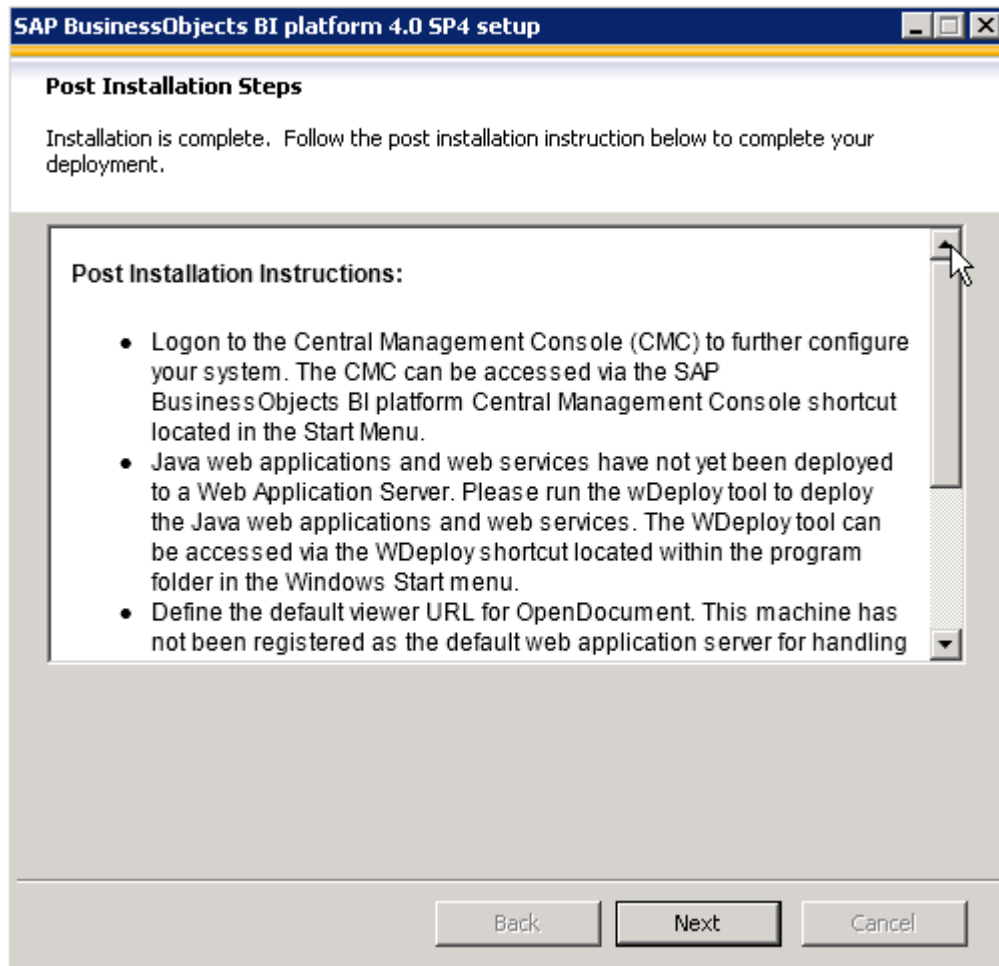 SAP BusinessObjects BI platform 4.0 SP4 setup
Post Installation Steps
Installation is complete. Follow the post installation instruction below to complete your
deployment.
Post Installation Instructions:
● Logon to the Central Management Console (CMC) to further configure
your system. The CMC can be accessed via the SAP
BusinessObjects BI platform Central Management Console shortcut
located in the Start Menu.
● Java web applications and web services have not yet been deployed
to a Web Application Server. Please run the wDeploy tool to deploy
the Java web applications and web services. The WDeploy tool can
be accessed via the WDeploy shortcut located within the program
folder in the Windows Start menu.
● Define the default viewer URL for OpenDocument. This machine has
not been registered as the default web application server for handling
Back
Next
Cancel